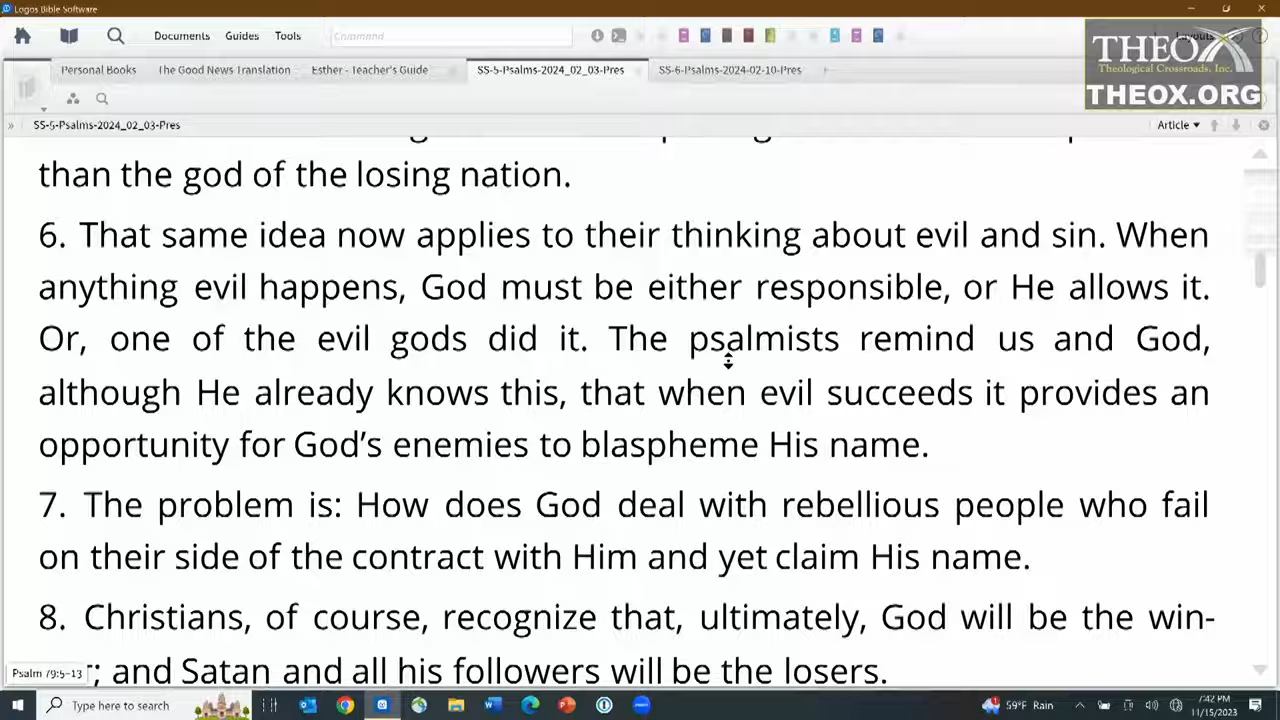 Logos Bible Software
Documents Guides Tools Command
THEOX
Theological Crossroads, Inc.
THEOX.ORG
Personal Books The Good News Translation Esther - Teacher's Guide SS-5-Psalms-2024_02_03-Pres SS-6-Psalms-2024-02-10-Pres
SS-5-Psalms-2024_02_03-Pres Article
than the god of the losing nation.
6. That same idea now applies to their thinking about evil and sin. When
anything evil happens, God must be either responsible, or He allows it.
Or, one of the evil gods did it. The psalmists remind us and God,
although He already knows this, that when evil succeeds it provides an
opportunity for God's enemies to blaspheme His name.
7. The problem is: How does God deal with rebellious people who fail
on their side of the contract with Him and yet claim His name.
8. Christians, of course, recognize that, ultimately, God will be the win-
r; and Satan and all his followers will be the losers.
Psalm 79:5-13
Type here to search 59°F Rain 7:42 PM
11/15/2023